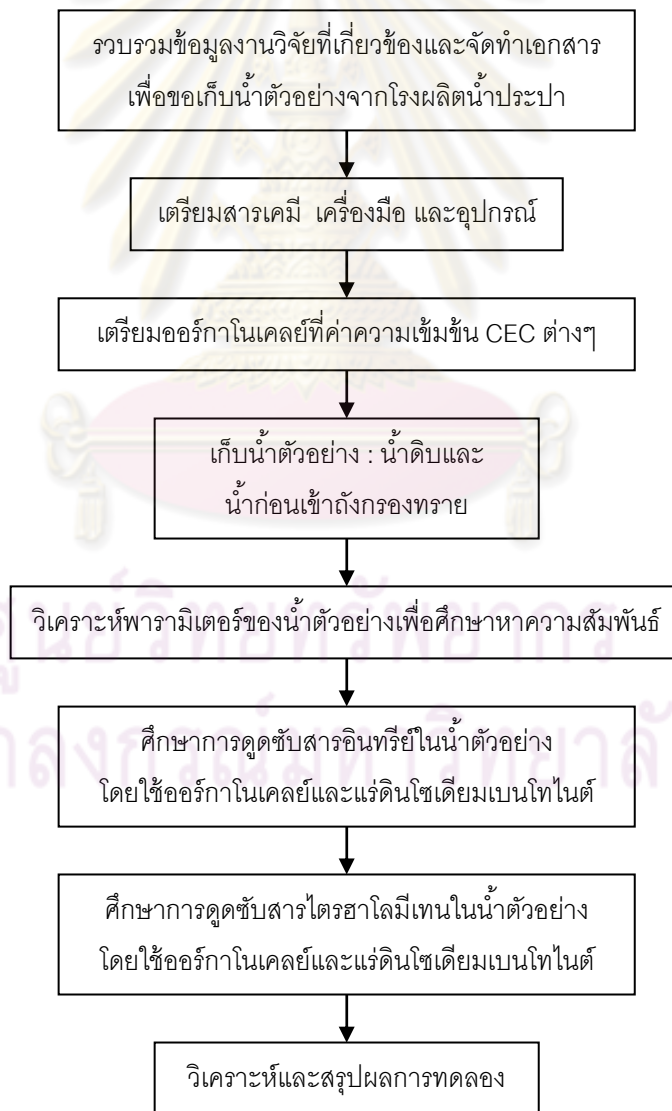 รวบรวมข้อมูลงานวิจัยที่เกี่ยวข้องและจัดทำเอกสาร
เพื่อขอเก็บน้ำตัวอย่างจากโรงผลิตน้ำประปา
เตรียมสารเคมี เครื่องมือ และอุปกรณ์
เตรียมออร์กาโนเคลย์ที่ค่าความเข้มข้น CEC ต่างๆ
เก็บน้ำตัวอย่าง : น้ำดิบและ
น้ำก่อนเข้าถังกรองทราย
วิเคราะห์พารามิเตอร์ของน้ำตัวอย่างเพื่อศึกษาหาความสัมพันธ์
ศึกษาการดูดซับสารอินทรีย์ในน้ำตัวอย่าง
โดยใช้ออร์กาโนเคลย์และแร่ดินโซเดียมเบนโทไนต์
ศึกษาการดูดซับสารไตรฮาโลมีเทนในน้ำตัวอย่าง
โดยใช้ออร์กาโนเคลย์และแร่ดินโซเดียมเบนโทไนต์
วิเคราะห์และสรุปผลการทดลอง